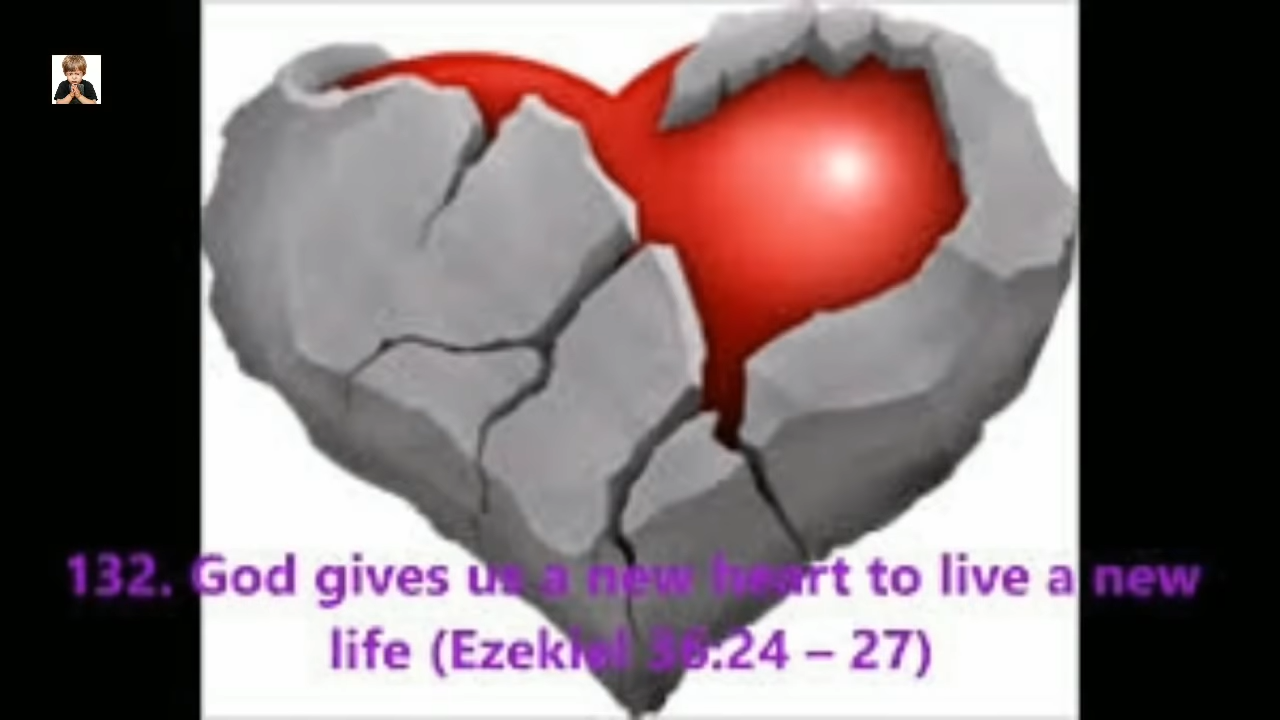 132. God gives us a new heart to live a new
life (Ezekiel 36:24 – 27)